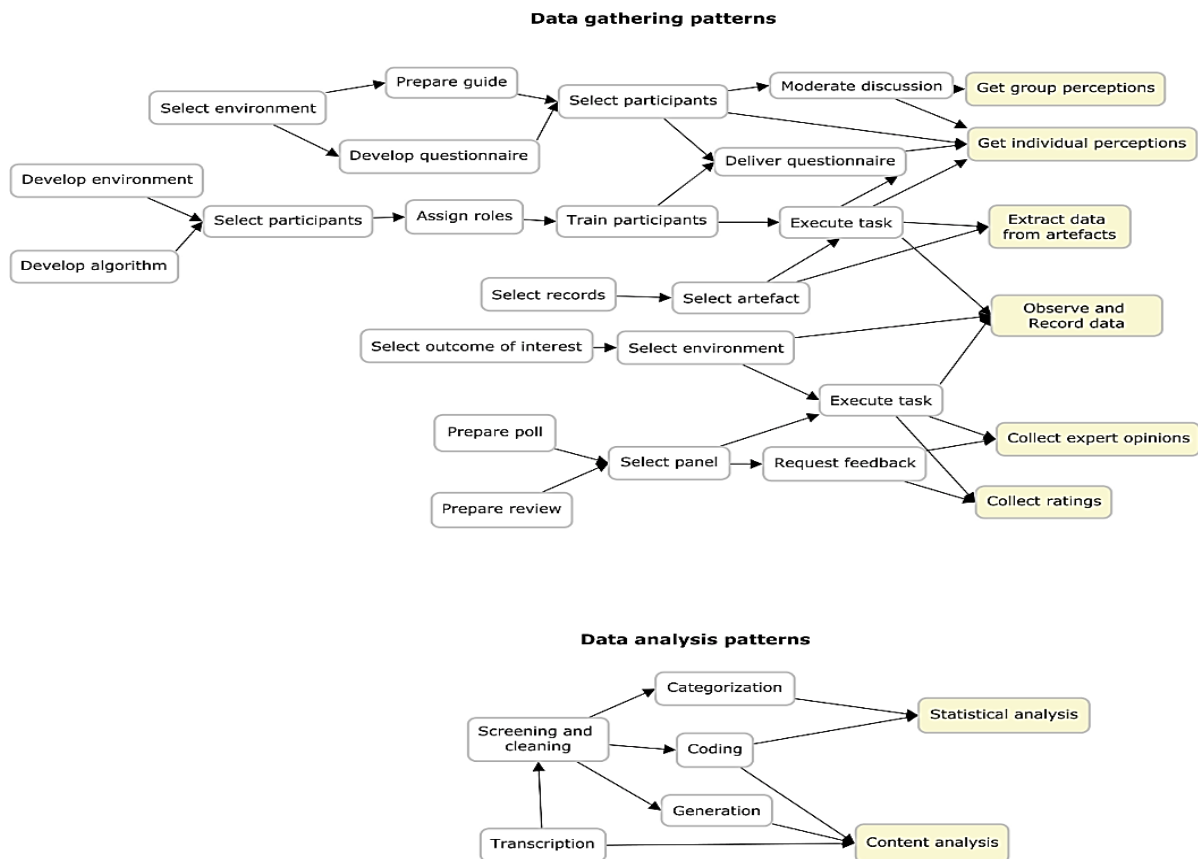 Data gathering patterns
Prepare guide
Moderate discussion
Get group perceptions
Select environment
Select participants
Develop questionnaire
Deliver questionnaire
Get individual perceptions
Develop environment
Select participants
Assign roles
Train participants
Execute task
Extract data
from artefacts
Develop algorithm
Select records
Select artefact
Observe and
Record data
Select outcome of interest
Select environment
Execute task
Prepare poll
Select panel
Request feedback
Collect expert opinions
Prepare review
Collect ratings
Data analysis patterns
Categorization
Statistical analysis
Screening and
cleaning
Coding
Generation
Transcription
Content analysis